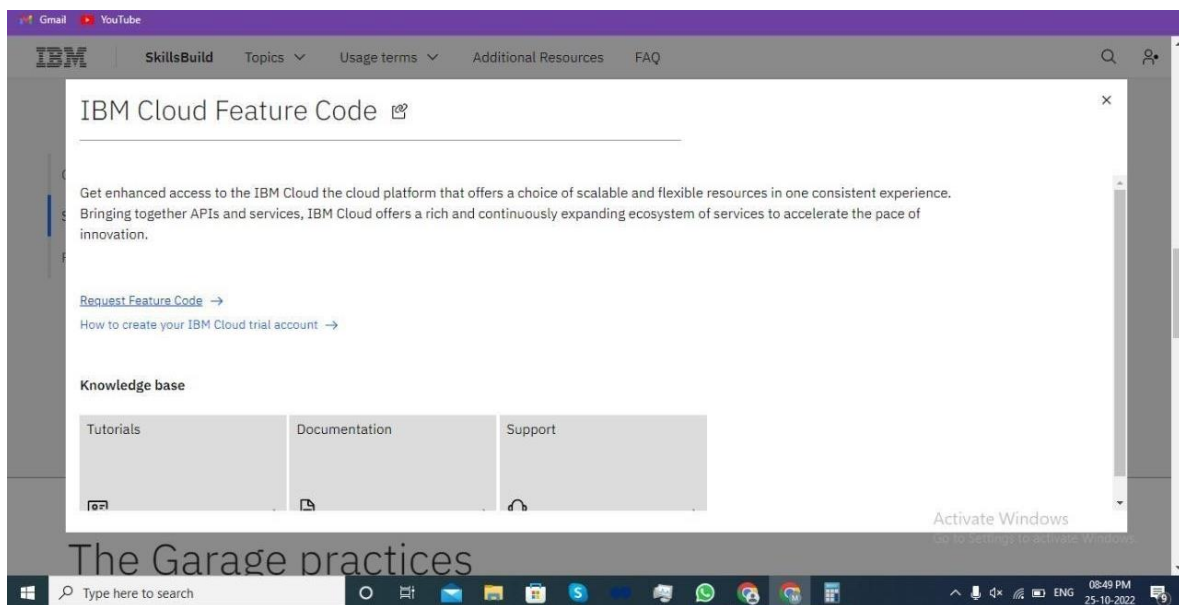 Gmail YouTube
IBM SkillsBuild Topics Usage terms Additional Resources FAQ
IBM Cloud Feature Code
Get enhanced access to the IBM Cloud the cloud platform that offers a choice of scalable and flexible resources in one consistent experience.
Bringing together APIs and services, IBM Cloud offers a rich and continuously expanding ecosystem of services to accelerate the pace of
innovation.
Request Feature Code →
How to create your IBM Cloud trial account →
Knowledge base
Tutorials Documentation Support
Activate Windows
Go to Settings to activate Windows.
The Garage practices
Type here to search
ENG 08:49 PM
25-10-2022